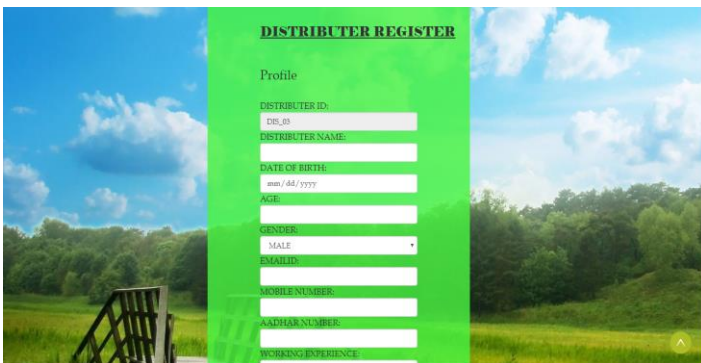 DISTRIBUTER REGISTER
Profile
DISTRIBUTER ID:
DIS_03
DISTRIBUTER NAME:
DATE OF BIRTH:
mm/dd/yyyy
AGE:
GENDER:
MALE
EMAILID:
MOBILE NUMBER:
AADHAR NUMBER:
WORKING EXPERIENCE: